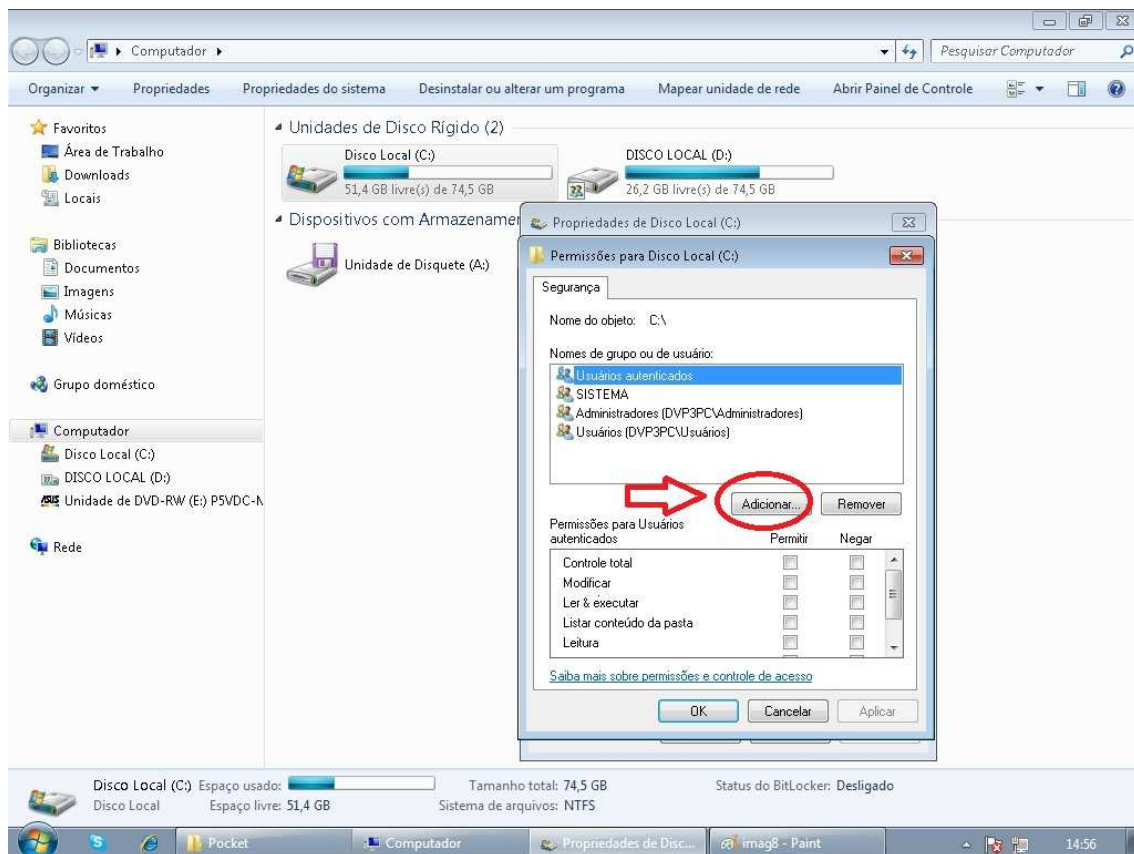 Computador
Pesquisar Computador
Organizar Propriedades Propriedades do sistema Desinstalar ou alterar um programa Mapear unidade de rede Abrir Painel de Controle
Favoritos
Área de Trabalho
Downloads
Locais
Bibliotecas
Documentos
Imagens
Músicas
Vídeos
Grupo doméstico
Computador
Disco Local (C:)
DISCO LOCAL (D:)
Unidade de DVD-RW (E:) P5VDC-M
Rede
Unidades de Disco Rígido (2)
Disco Local (C:)
51,4 GB livre(s) de 74,5 GB
DISCO LOCAL (D:)
26,2 GB livre(s) de 74,5 GB
Dispositivos com Armazenamen
Unidade de Disquete (A:)
Propriedades de Disco Local (C:)
Permissões para Disco Local (C:)
Segurança
Nome do objeto: C:\
Nomes de grupo ou de usuário:
Usuários autenticados
SISTEMA
Administradores (DVP3PC\Administradores)
Usuários (DVP3PC\Usuários)
Adicionar... Remover
Permissões para Usuários
autenticados Permitir Negar
Controle total
Modificar
Ler & executar
Listar conteúdo da pasta
Leitura
Saiba mais sobre permissões e controle de acesso
OK Cancelar Aplicar
Disco Local (C:) Espaço usado: Tamanho total: 74,5 GB Status do BitLocker: Desligado
Disco Local Espaço livre: 51,4 GB Sistema de arquivos: NTFS
Pocket Computador Propriedades de Disc... imag8 - Paint 14:56